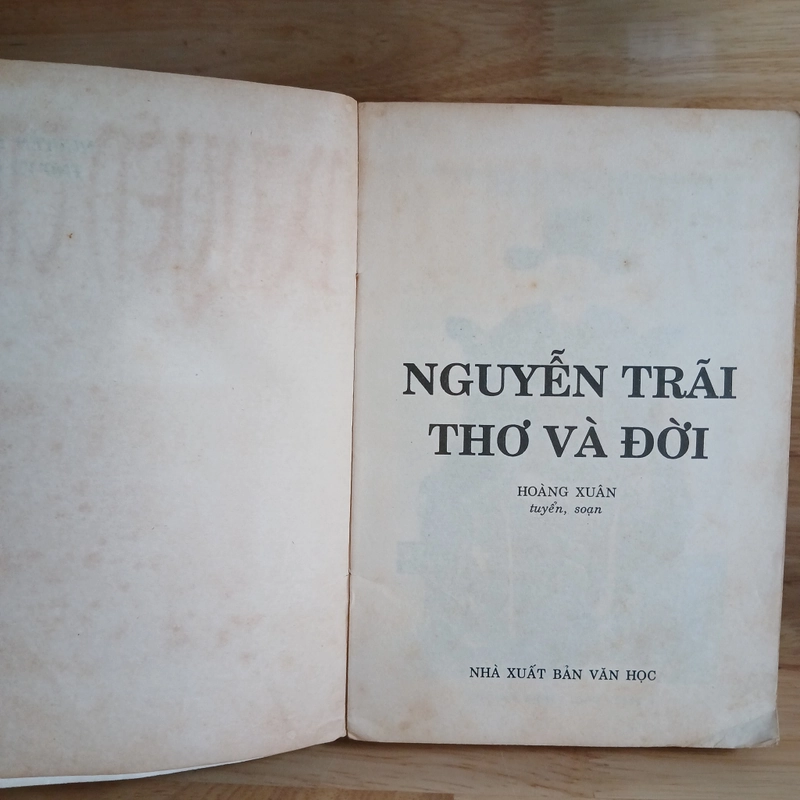 NGUYỄN TRÃI
THƠ VÀ ĐỜI
HOÀNG XUÂN
tuyển, soạn
NHÀ XUẤT BẢN VĂN HỌC